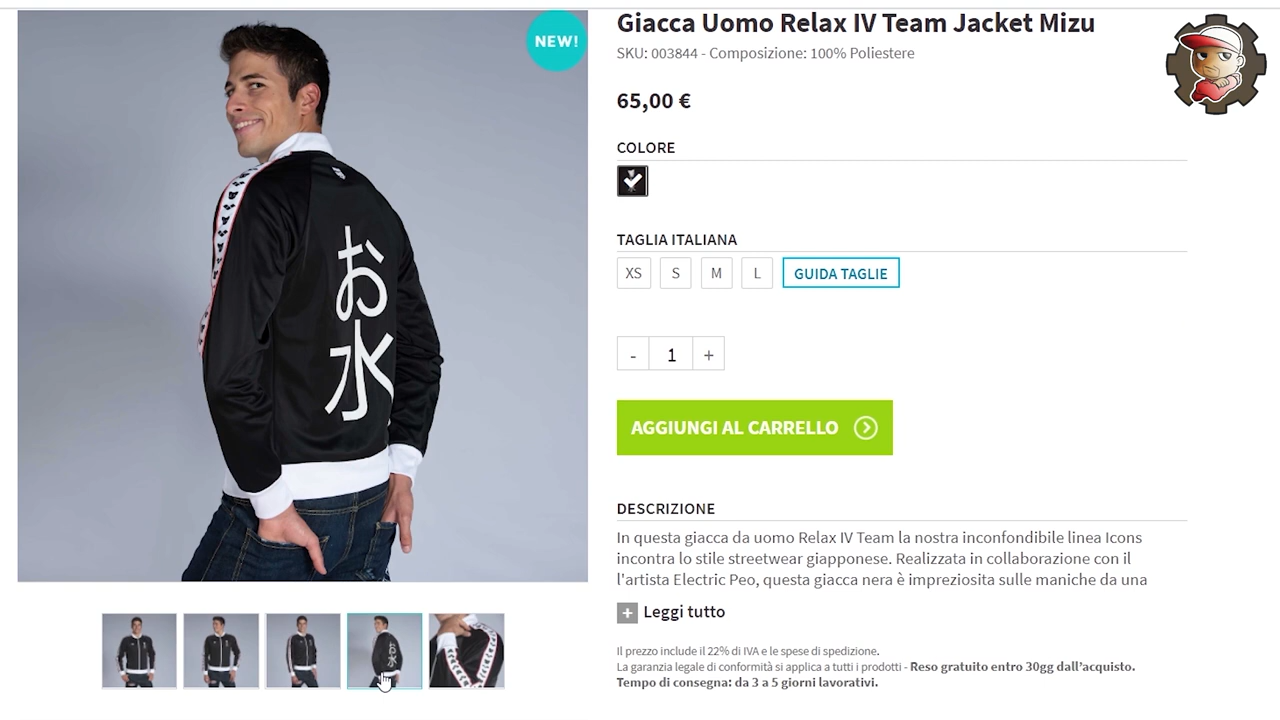 NEW!
お
水
Giacca Uomo Relax IV Team Jacket Mizu
SKU: 003844 - Composizione: 100% Poliestere
65,00 €
COLORE
TAGLIA ITALIANA
XS S M L GUIDA TAGLIE
- 1 +
AGGIUNGI AL CARRELLO
DESCRIZIONE
In questa giacca da uomo Relax IV Team la nostra inconfondibile linea Icons
incontra lo stile streetwear giapponese. Realizzata in collaborazione con il
l'artista Electric Peo, questa giacca nera è impreziosita sulle maniche da una
+ Leggi tutto
Il prezzo include il 22% di IVA e le spese di spedizione.
La garanzia legale di conformità si applica a tutti i prodotti - Reso gratuito entro 30gg dall'acquisto.
Tempo di consegna: da 3 a 5 giorni lavorativi.